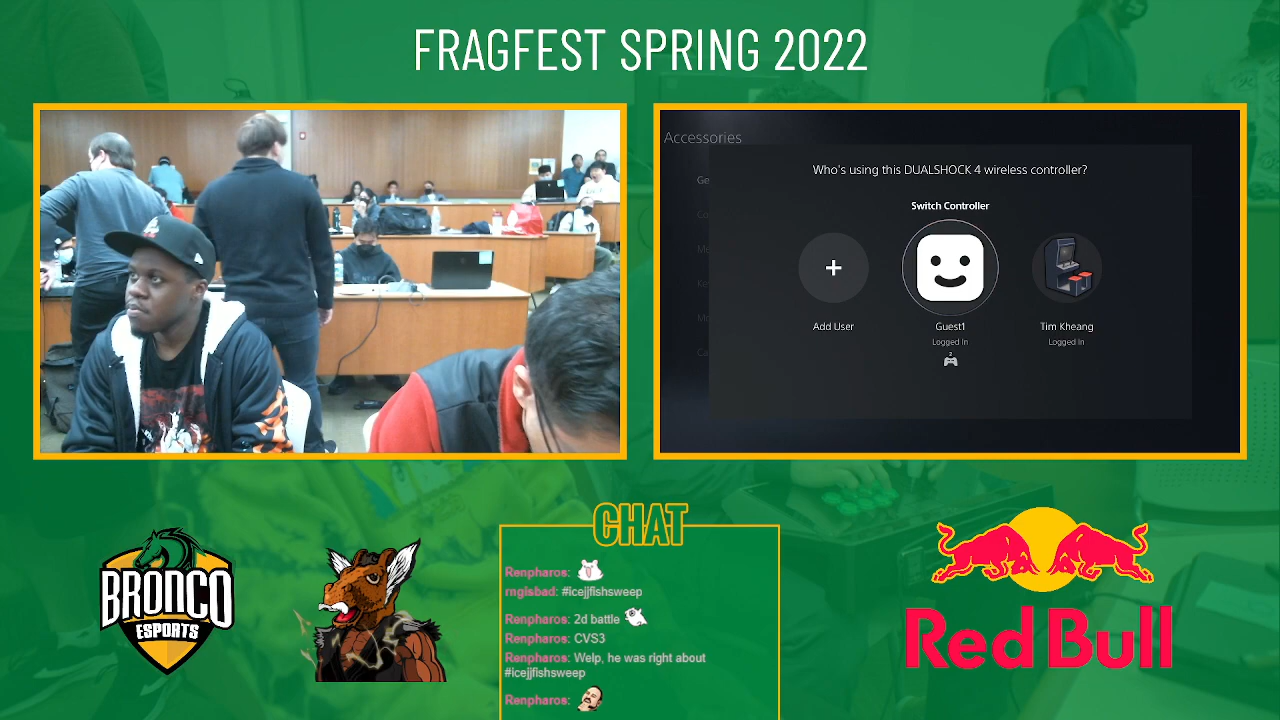 FRAGFEST SPRING 2022
Accessories
Who's using this DUALSHOCK 4 wireless controller?
Ge
Switch Controller
Add User
Guest1
Tim Kheang
Logged In
Logged In
2
CHAT
Renpharos:
rngisbad: #icejjfishsweep
Renpharos: 2d battle
Renpharos: CVS3
Renpharos: Welp, he was right about
#icejjfishsweep
Renpharos:
BRONCO
ESPORTS
Red Bull